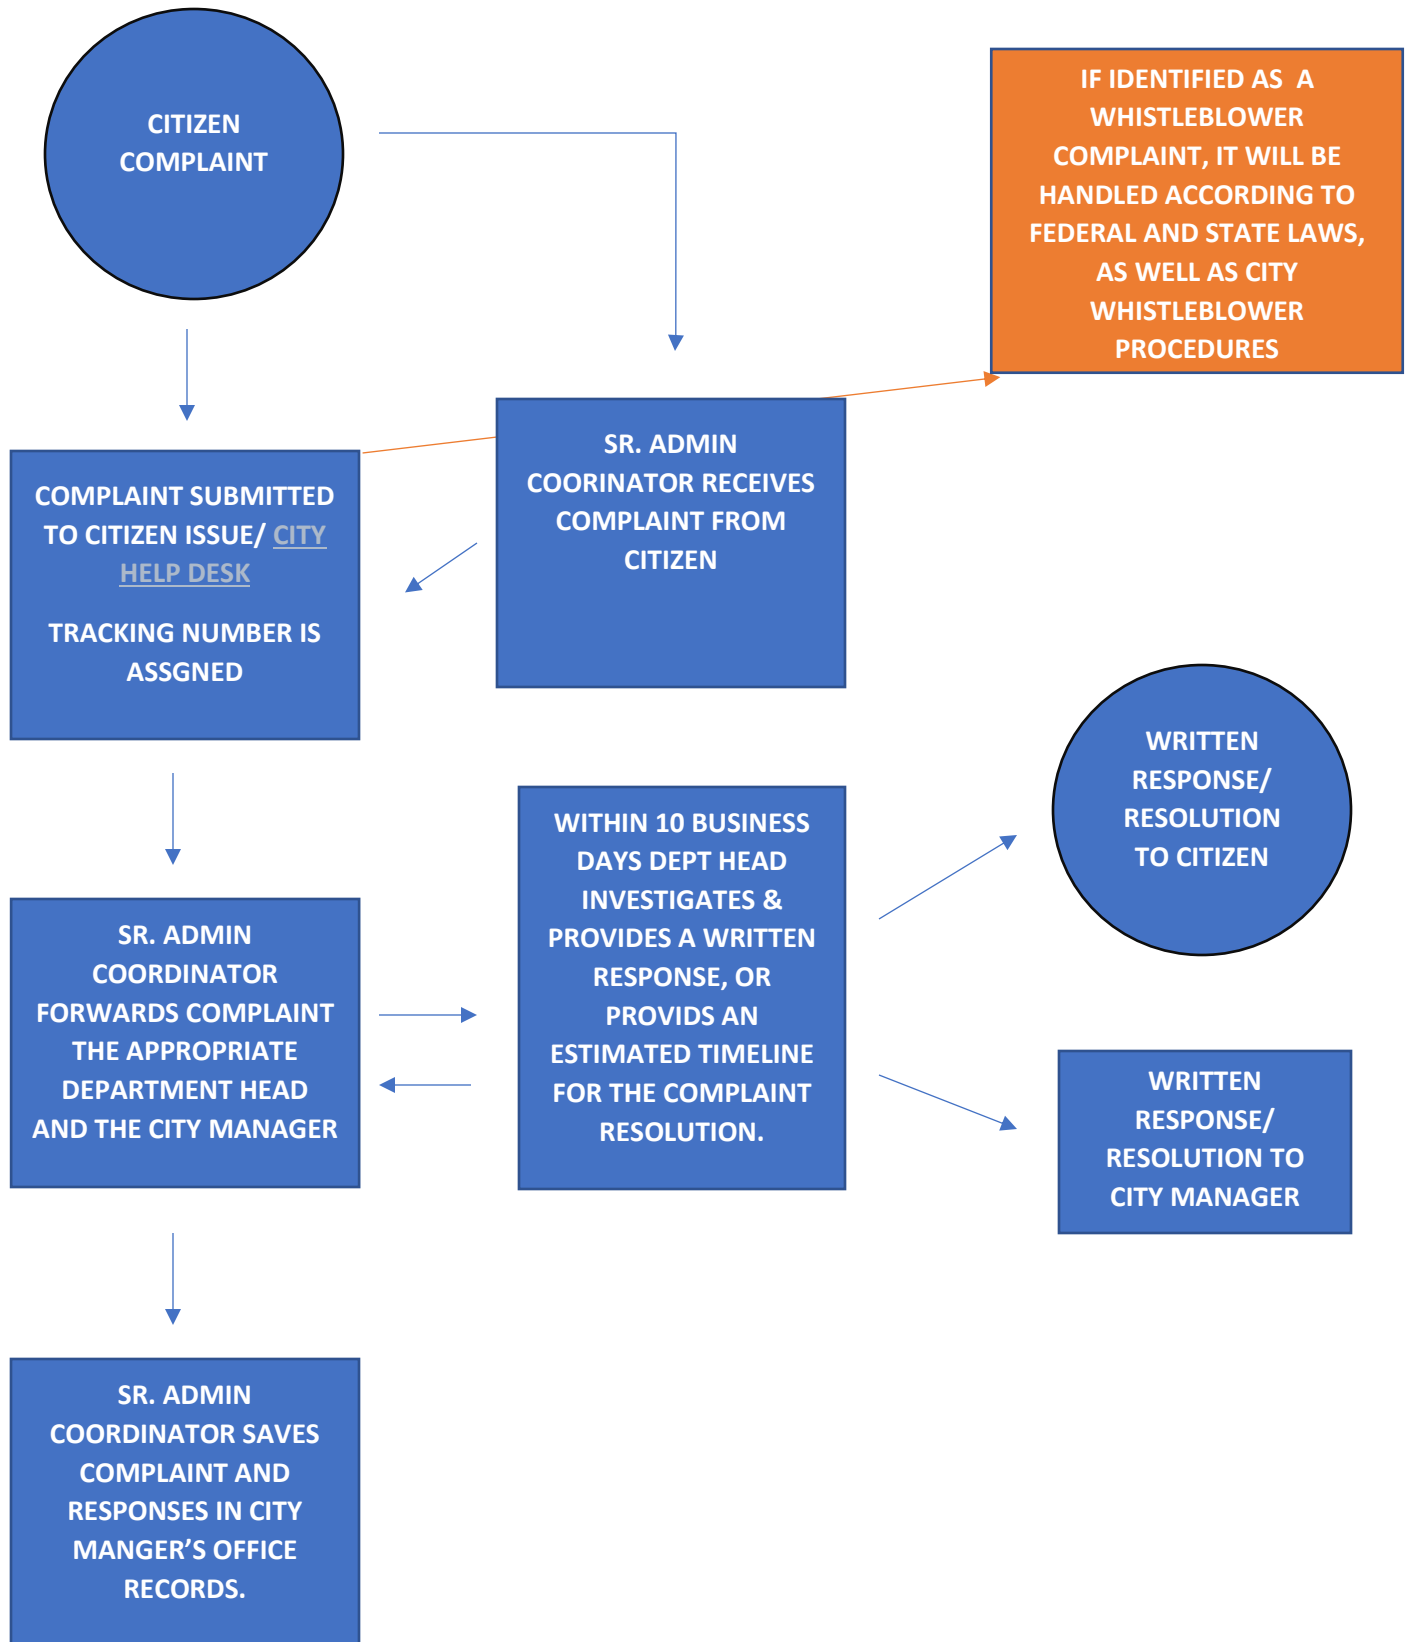 CITIZEN
COMPLAINT
IF IDENTIFIED AS A
WHISTLEBLOWER
COMPLAINT, IT WILL BE
HANDLED ACCORDING TO
FEDERAL AND STATE LAWS,
AS WELL AS CITY
WHISTLEBLOWER
PROCEDURES
SR. ADMIN
COORINATOR RECEIVES
COMPLAINT FROM
CITIZEN
COMPLAINT SUBMITTED
TO CITIZEN ISSUE/ CITY
HELP DESK
TRACKING NUMBER IS
ASSGNED
WRITTEN
RESPONSE/
RESOLUTION
TO CITIZEN
WITHIN 10 BUSINESS
DAYS DEPT HEAD
INVESTIGATES &
PROVIDES A WRITTEN
RESPONSE, OR
PROVIDS AN
ESTIMATED TIMELINE
FOR THE COMPLAINT
RESOLUTION.
SR. ADMIN
COORDINATOR
FORWARDS COMPLAINT
THE APPROPRIATE
DEPARTMENT HEAD
AND THE CITY MANAGER
WRITTEN
RESPONSE/
RESOLUTION TO
CITY MANAGER
SR. ADMIN
COORDINATOR SAVES
COMPLAINT AND
RESPONSES IN CITY
MANGER’S OFFICE
RECORDS.